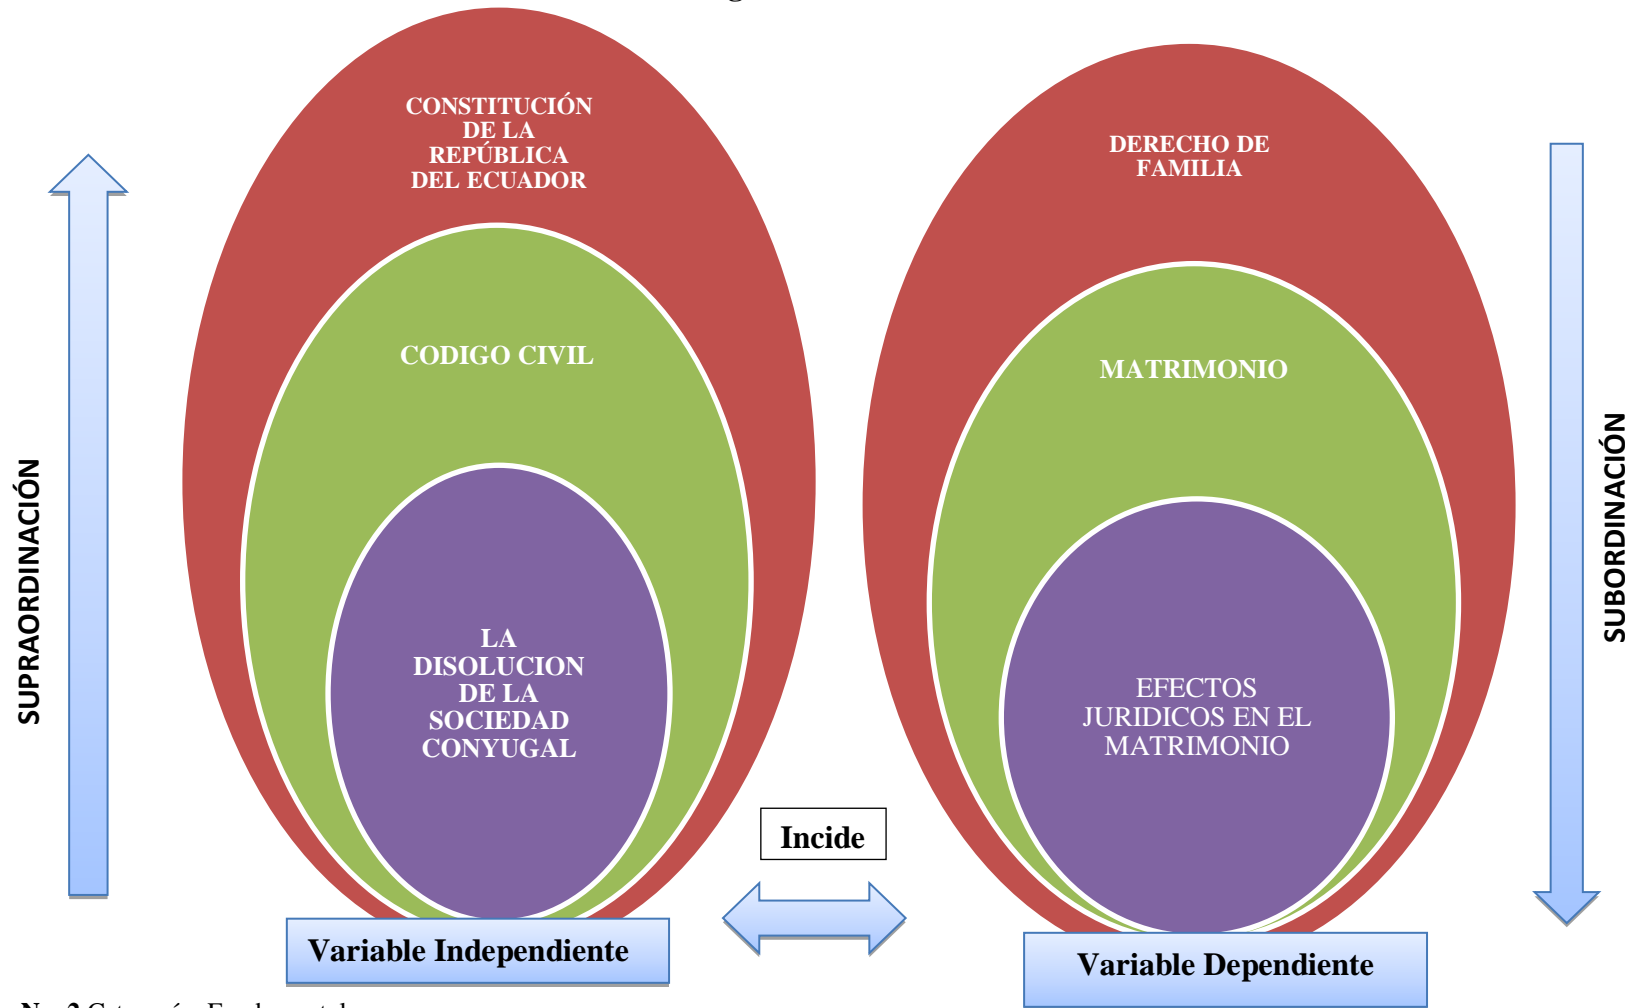 CONSTITUCIÓN
DE LA
REPÚBLICA
DEL ECUADOR
CODIGO CIVIL
LA
DISOLUCION
DE LA
SOCIEDAD
CONYUGAL
DERECHO DE
FAMILIA
MATRIMONIO
EFECTOS
JURIDICOS EN EL
MATRIMONIO
SUPRAORDINACIÓN
SUBORDINACIÓN
Incide
Variable Independiente
Variable Dependiente